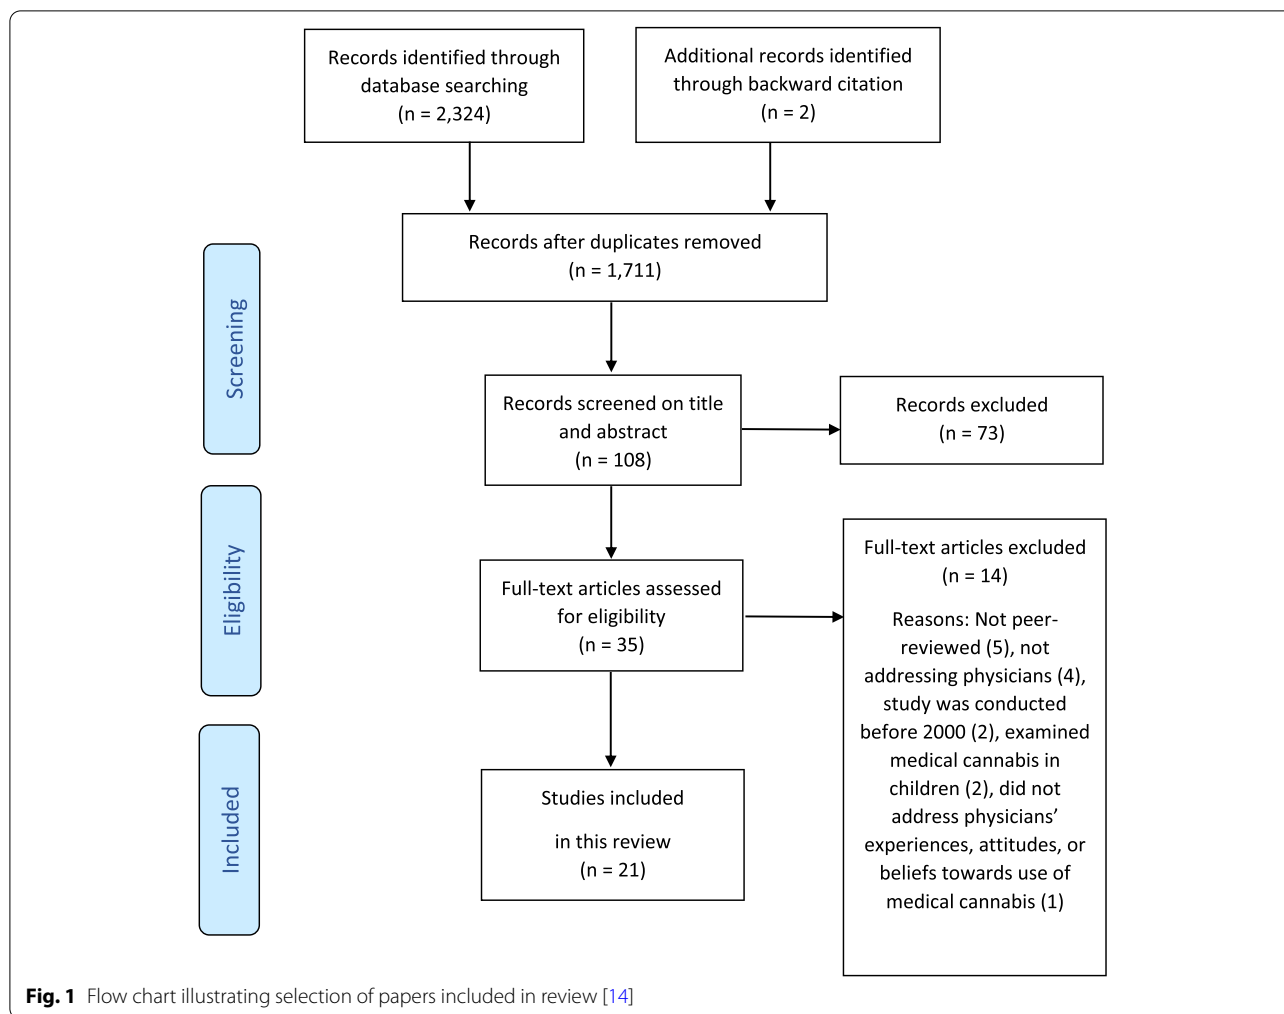 Records identified through
database searching
(n = 2,324)
Additional records identified
through backward citation
(n = 2)
Records after duplicates removed
(n = 1,711)
Screening
Records screened on title
and abstract
(n = 108)
Records excluded
(n = 73)
Eligibility
Full-text articles assessed
for eligibility
(n = 35)
Full-text articles excluded
(n = 14)
Reasons: Not peer-
reviewed (5), not
addressing physicians (4),
study was conducted
before 2000 (2), examined
medical cannabis in
children (2), did not
address physicians’
experiences, attitudes, or
beliefs towards use of
medical cannabis (1)
Included
Studies included
in this review
(n = 21)
Fig. 1 Flow chart illustrating selection of papers included in review [14]